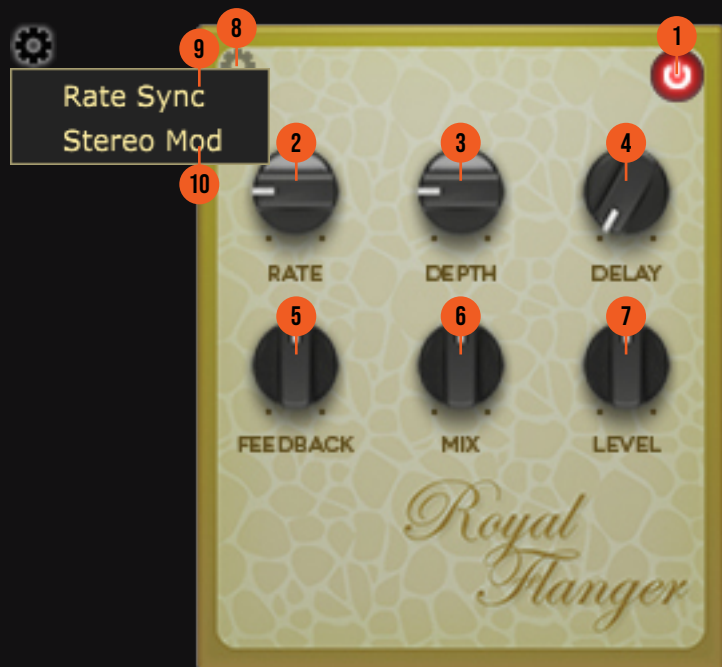 8
1
9
Rate Sync
Stereo Mod
10
2
3
4
RATE
DEPTH
DELAY
5
6
7
FEEDBACK
MIX
LEVEL
Royal
Flanger